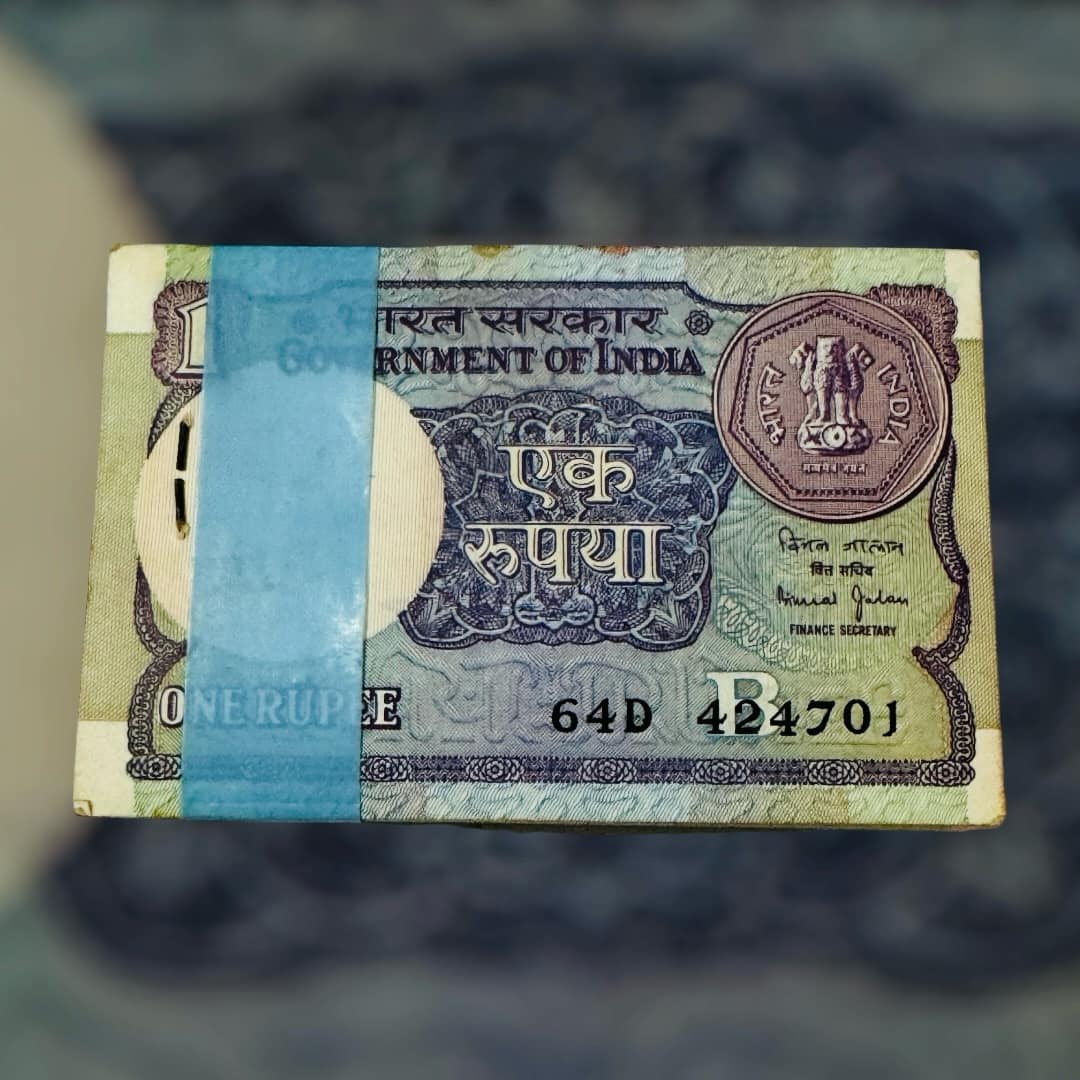 भारत सरकार
GOVERNMENT OF INDIA
भारत
INDIA
सत्यमेव जयते
एक
रुपया
बिमल जालान
वित्त सचिव
Bimal Jalan
FINANCE SECRETARY
ONE RUPEE
B
64D 424701